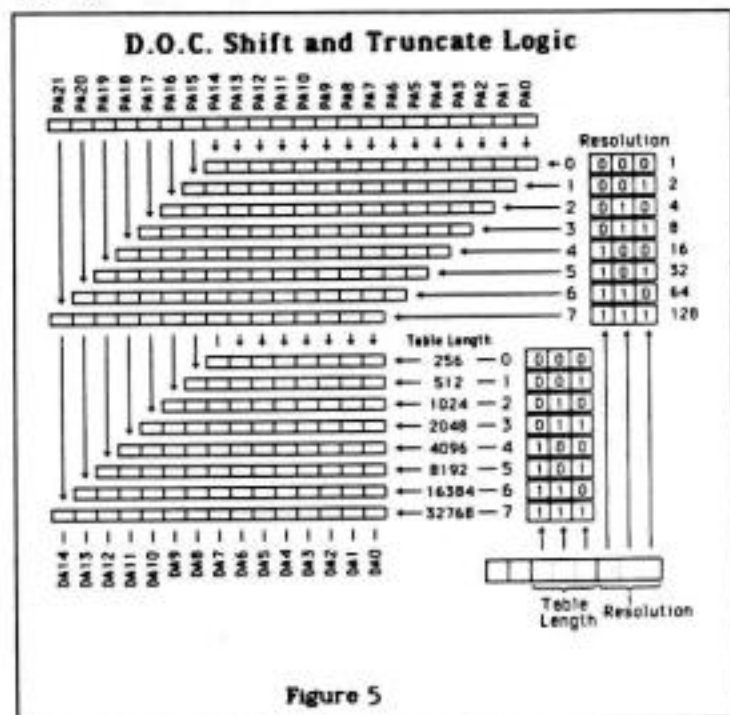 D.O.C. Shift and Truncate Logic
PA21 PA20 PA19 PA18 PA17 PA16 PA15 PA14 PA13 PA12 PA11 PA10 PA9 PA8 PA7 PA6 PA5 PA4 PA3 PA2 PA1 PA0
Resolution
0 0 0 0 1
1 0 0 1 2
2 0 1 0 4
3 0 1 1 8
4 1 0 0 16
5 1 0 1 32
6 1 1 0 64
7 1 1 1 128
Table Length
256 — 0 0 0 0
512 — 1 0 0 1
1024 — 2 0 1 0
2048 — 3 0 1 1
4096 — 4 1 0 0
8192 — 5 1 0 1
16384 — 6 1 1 0
32768 — 7 1 1 1
DA14 DA13 DA12 DA11 DA10 DA9 DA8 DA7 DA6 DA5 DA4 DA3 DA2 DA1 DA0
Table Length
Resolution
Figure 5